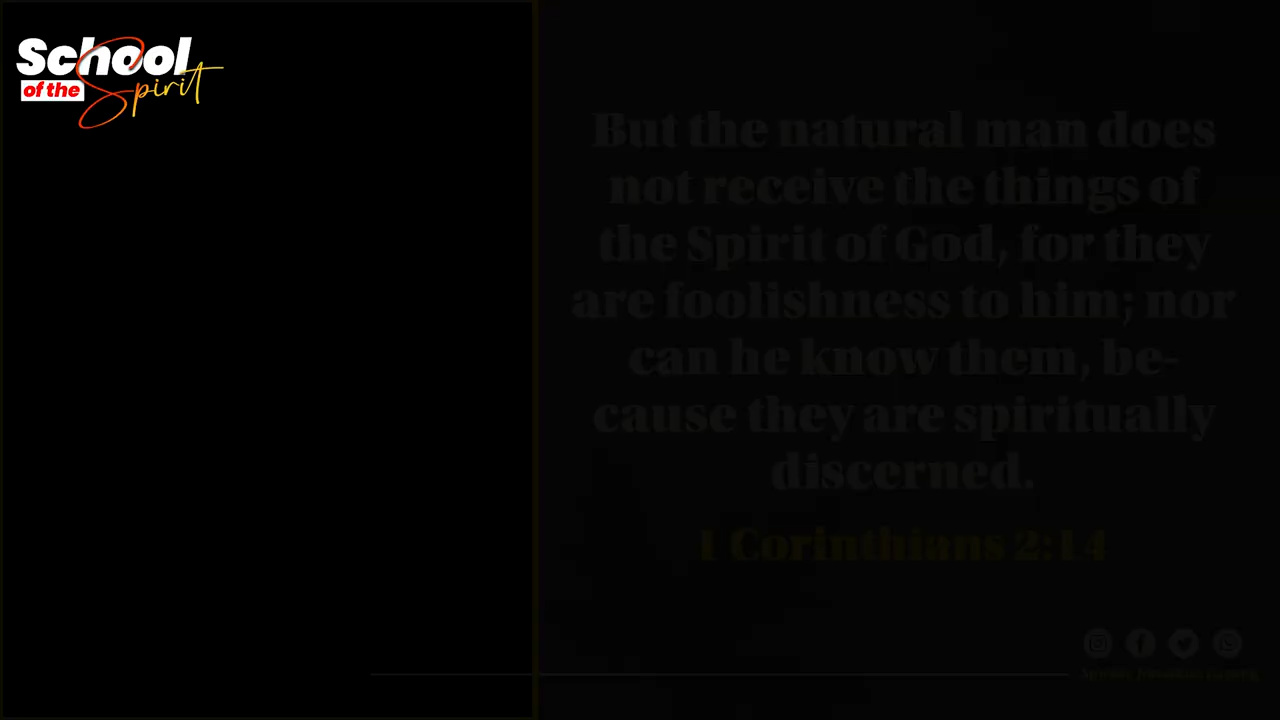 School
of the
Spirit
But the natural man does
not receive the things of
the Spirit of God, for they
are foolishness to him; nor
can he know them, be-
cause they are spiritually
discerned.
1 Corinthians 2:14